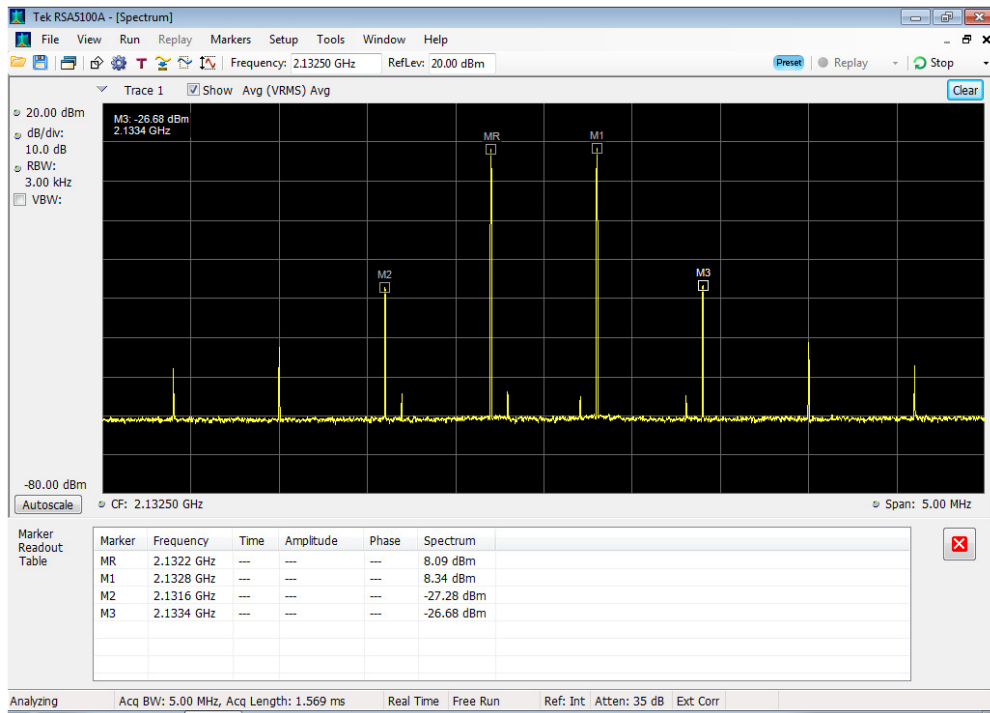 Tek RSA5100A - [Spectrum]
File View Run Replay Markers Setup Tools Window Help
T Frequency: 2.13250 GHz RefLev: 20.00 dBm Preset Replay Stop
Trace 1 Show Avg (VRMS) Avg Clear
20.00 dBm
dB/div:
10.0 dB
RBW:
3.00 kHz
VBW:
M3: -26.68 dBm
2.1334 GHz
MR
M1
M2
M3
-80.00 dBm
Autoscale CF: 2.13250 GHz Span: 5.00 MHz
Marker
Readout
Table
Marker Frequency Time Amplitude Phase Spectrum
MR 2.1322 GHz --- --- --- 8.09 dBm
M1 2.1328 GHz --- --- --- 8.34 dBm
M2 2.1316 GHz --- --- --- -27.28 dBm
M3 2.1334 GHz --- --- --- -26.68 dBm
Analyzing Acq BW: 5.00 MHz, Acq Length: 1.569 ms Real Time Free Run Ref: Int Atten: 35 dB Ext Corr